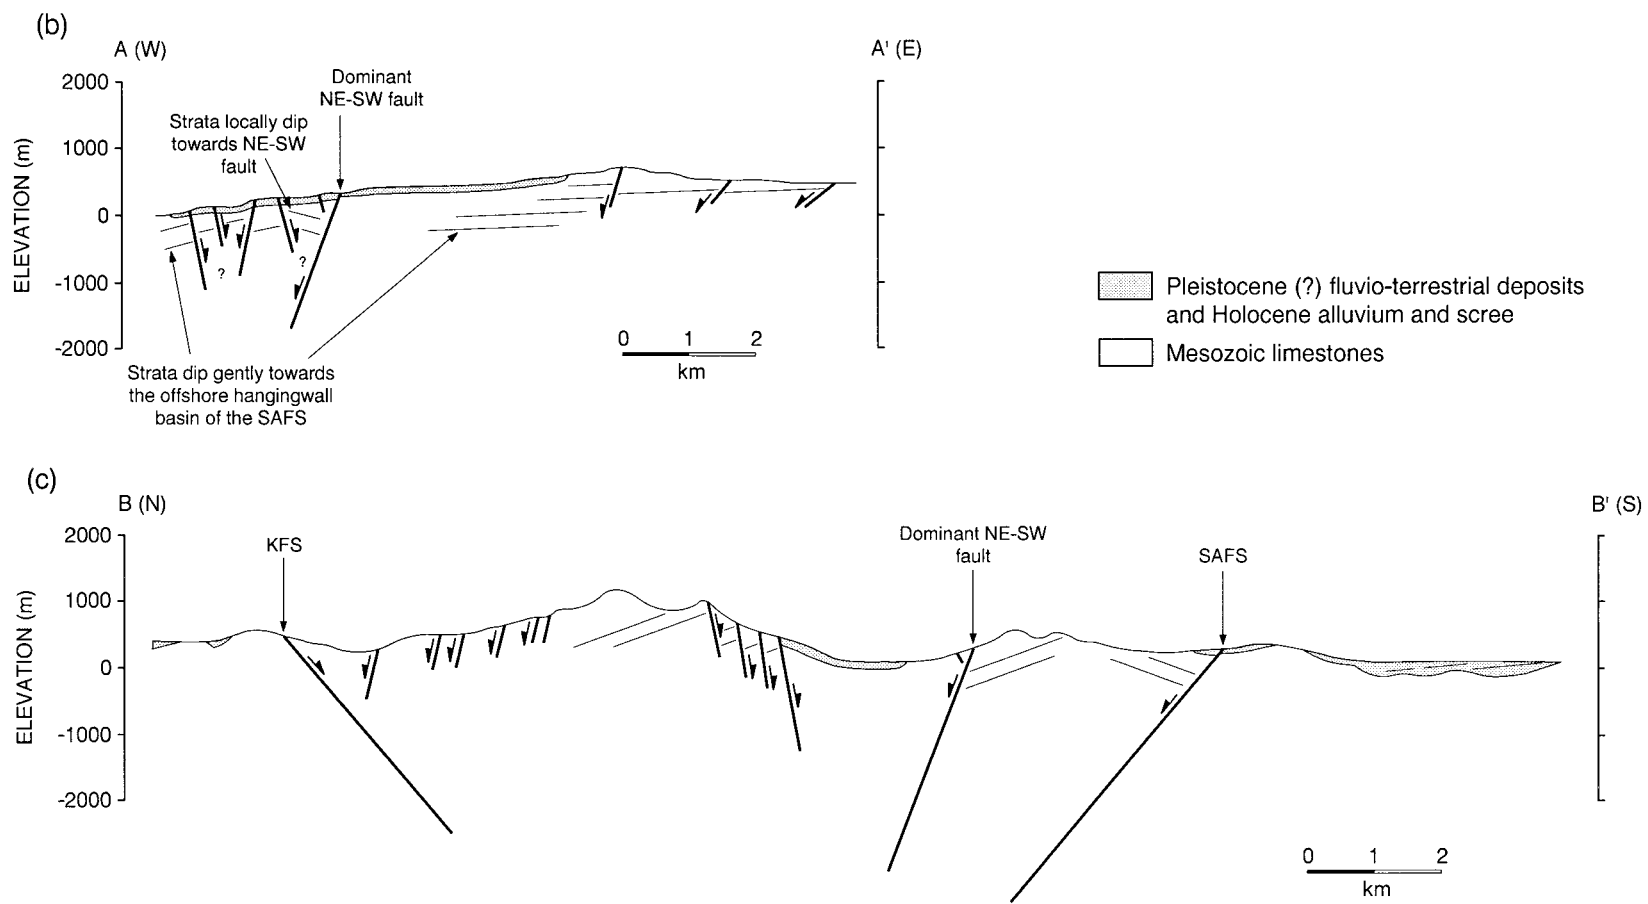 (b)
A (W)
A' (E)
Dominant
NE-SW fault
Strata locally dip
towards NE-SW
fault
2000
1000
0
-1000
-2000
ELEVATION (m)
?
?
0 1 2
km
Strata dip gently towards
the offshore hangingwall
basin of the SAFS
Pleistocene (?) fluvio-terrestrial deposits
and Holocene alluvium and scree
Mesozoic limestones
(c)
B (N)
B' (S)
KFS
Dominant NE-SW
fault
SAFS
2000
1000
0
-1000
-2000
ELEVATION (m)
0 1 2
km